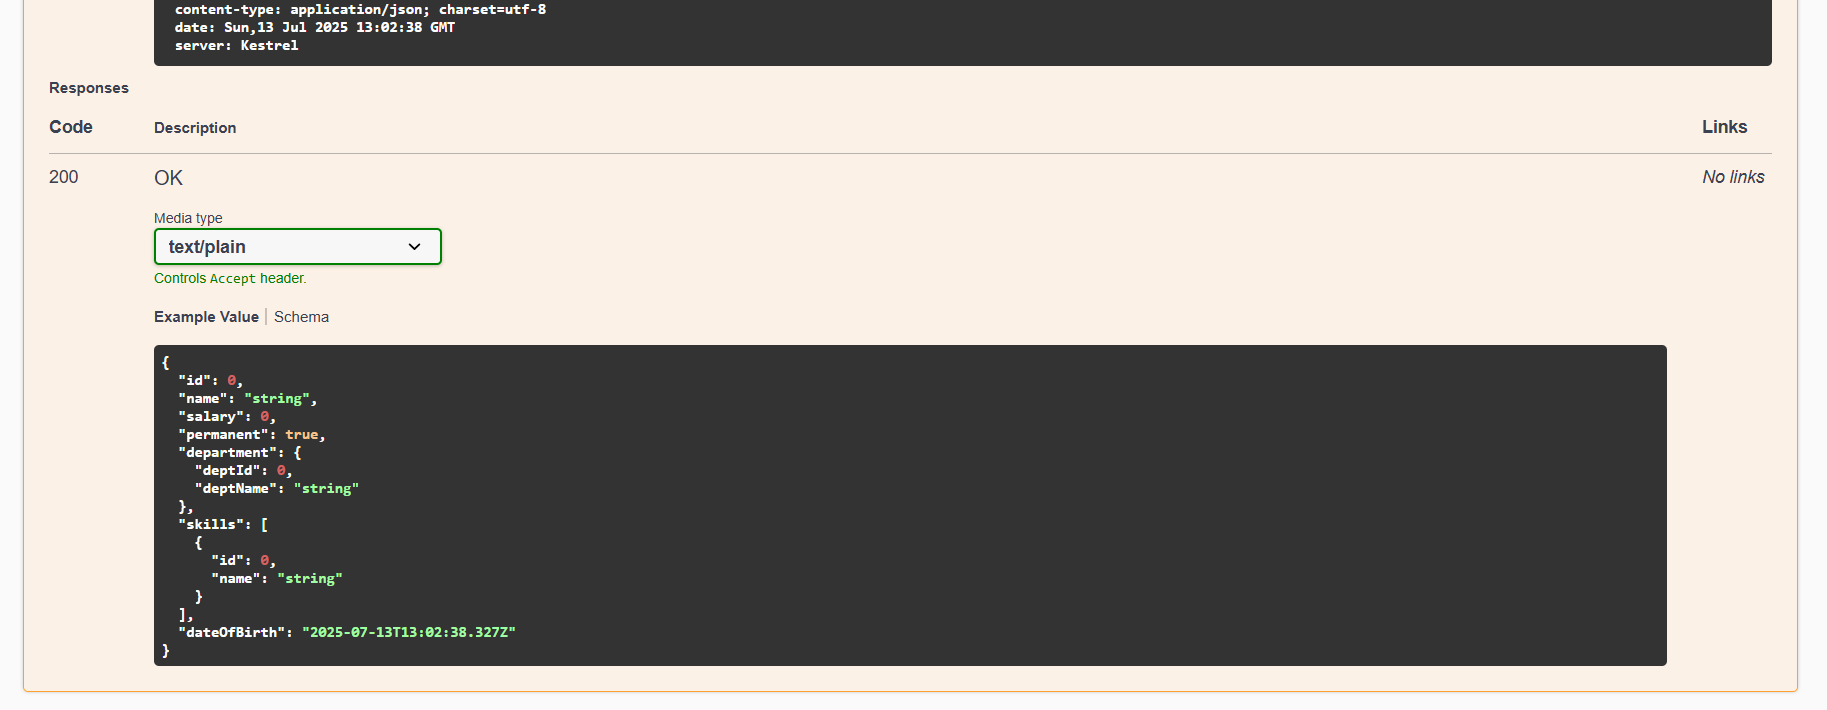 content-type: application/json; charset=utf-8
date: Sun,13 Jul 2025 13:02:38 GMT
server: Kestrel
Responses
Code Description Links
200 OK No links
Media type
text/plain
Controls Accept header.
Example Value | Schema
{
  "id": 0,
  "name": "string",
  "salary": 0,
  "permanent": true,
  "department": {
    "deptId": 0,
    "deptName": "string"
  },
  "skills": [
    {
      "id": 0,
      "name": "string"
    }
  ],
  "dateOfBirth": "2025-07-13T13:02:38.327Z"
}